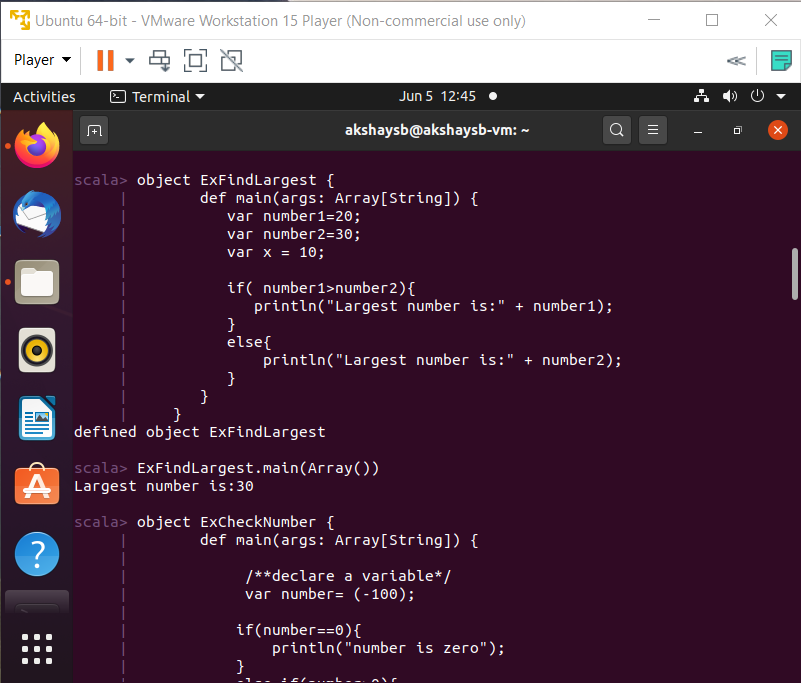 Ubuntu 64-bit - VMware Workstation 15 Player (Non-commercial use only)
Player
Activities Terminal Jun 5 12:45
akshaysb@akshaysb-vm: ~
scala> object ExFindLargest {
| def main(args: Array[String]) {
| var number1=20;
| var number2=30;
| var x = 10;
|
| if( number1>number2){
| println("Largest number is:" + number1);
| }
| else{
| println("Largest number is:" + number2);
| }
| }
| }
defined object ExFindLargest
scala> ExFindLargest.main(Array())
Largest number is:30
scala> object ExCheckNumber {
| def main(args: Array[String]) {
|
| /**declare a variable*/
| var number= (-100);
|
| if(number==0){
| println("number is zero");
| }
| else if(number>0){